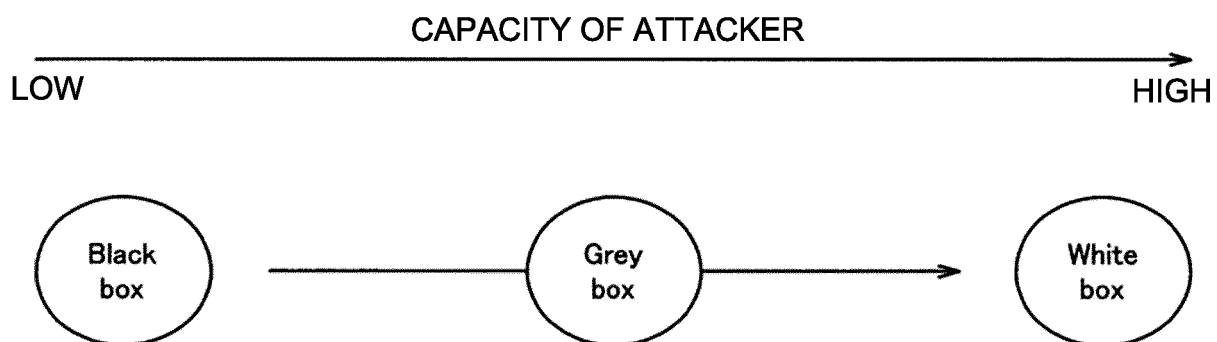 CAPACITY OF ATTACKER
LOW
HIGH
Black
box
Grey
box
White
box